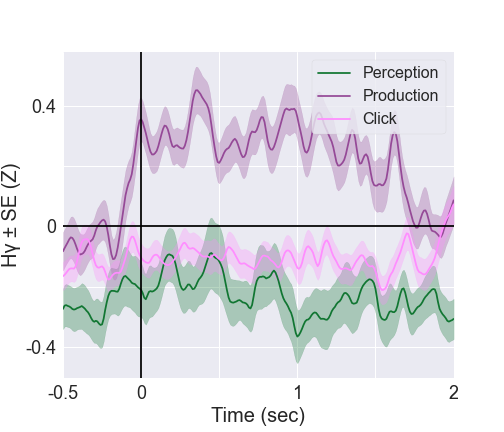 Perception
Production
Click
0.4
0
-0.4
Hγ ± SE (Z)
-0.5
0
1
2
Time (sec)